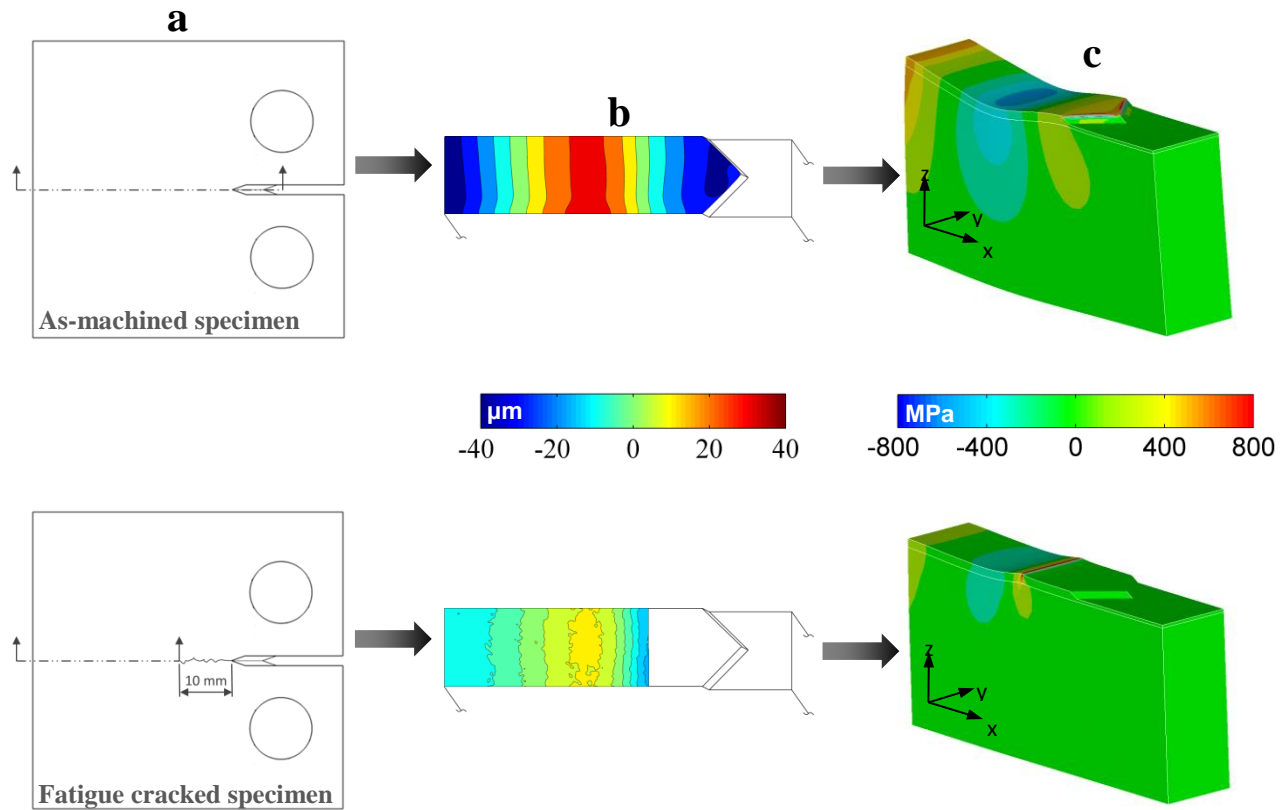 a
b
c
As-machined specimen
z
y
x
µm
-40 -20 0 20 40
MPa
-800 -400 0 400 800
10 mm
Fatigue cracked specimen
z
y
x